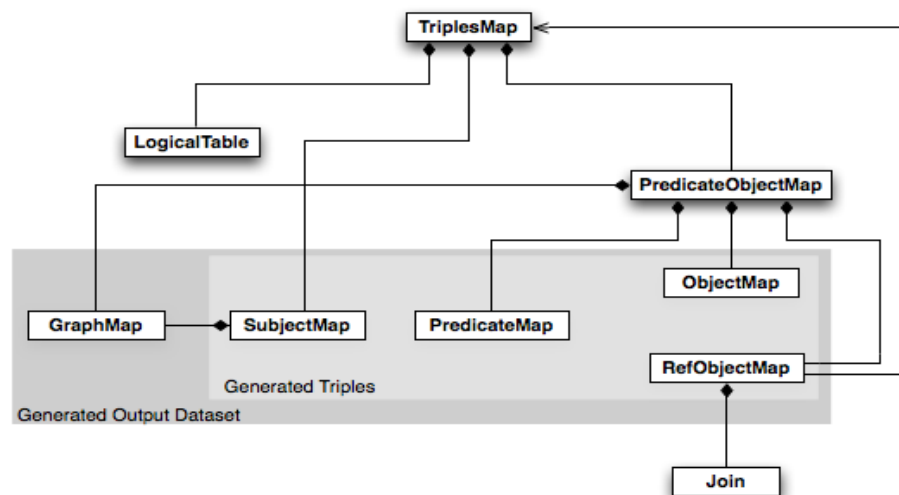 TriplesMap
LogicalTable
PredicateObjectMap
ObjectMap
GraphMap
SubjectMap
PredicateMap
RefObjectMap
Generated Triples
Generated Output Dataset
Join